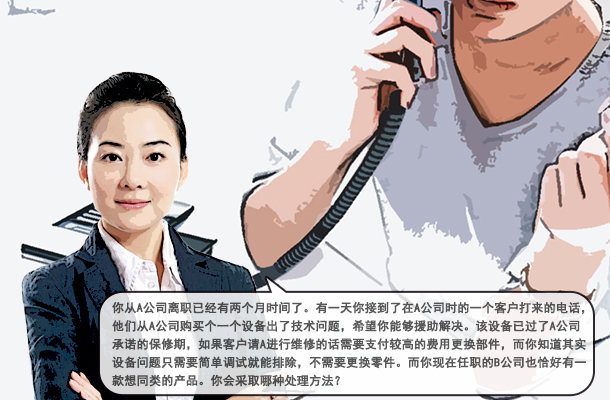 你从A公司离职已经有两个月时间了。有一天你接到了在A公司时的一个客户打来的电话，
他们从A公司购买个一个设备出了技术问题，希望你能够援助解决。该设备已过了A公司
承诺的保修期，如果客户请A进行维修的话需要支付较高的费用更换部件，而你知道其实
设备问题只需要简单调试就能排除，不需要更换零件。而你现在任职的B公司也恰好有一
款想同类的产品。你会采取哪种处理方法？